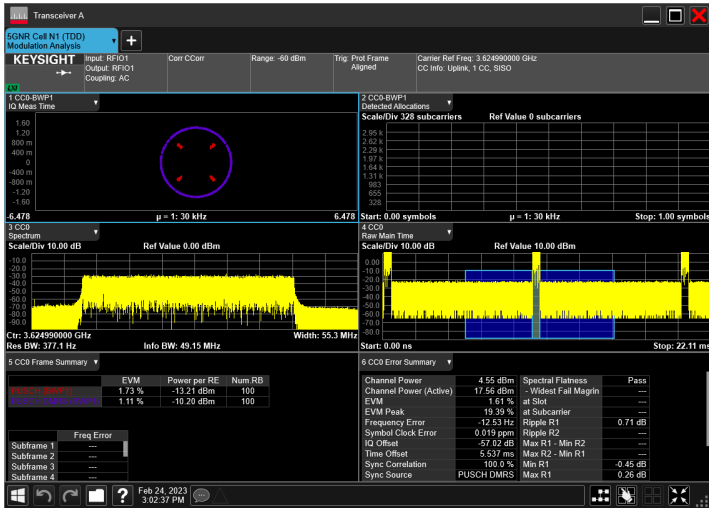 Transceiver A
5GNR Cell N1 (TDD)
Modulation Analysis
KEYSIGHT
Input: RFIO1
Output: RFIO1
Coupling: AC
Corr CCorr
Range: -60 dBm
Trig: Prot Frame
Aligned
Carrier Ref Freq: 3.624990000 GHz
CC Info: Uplink, 1 CC, SISO
LXI
1 CC0-BWP1
IQ Meas Time
1.60
1.20
800 m
400 m
0
-400 m
-800 m
-1.20
-1.60
-6.478
µ = 1: 30 kHz
6.478
2 CC0-BWP1
Detected Allocations
Scale/Div 328 subcarriers
Ref Value 0 subcarriers
2.95 k
2.62 k
2.29 k
1.97 k
1.64 k
1.31 k
983
655
328
Start: 0.00 symbols
µ = 1: 30 kHz
Stop: 1.00 symbols
3 CC0
Spectrum
Scale/Div 10.00 dB
Ref Value 0.00 dBm
-10.0
-20.0
-30.0
-40.0
-50.0
-60.0
-70.0
-80.0
-90.0
Ctr: 3.624990000 GHz
Width: 55.3 MHz
Res BW: 377.1 Hz
Info BW: 49.15 MHz
4 CC0
Raw Main Time
Scale/Div 10.00 dB
Ref Value 10.00 dBm
0.00
-10.0
-20.0
-30.0
-40.0
-50.0
-60.0
-70.0
-80.0
Start: 0.00 ns
Stop: 22.11 ms
5 CC0 Frame Summary
EVM Power per RE Num.RB
1.73 % -13.21 dBm 100
1.11 % -10.20 dBm 100
Freq Error
Subframe 1 ---
Subframe 2 ---
Subframe 3 ---
Subframe 4 ---
6 CC0 Error Summary
Channel Power 4.55 dBm Spectral Flatness Pass
Channel Power (Active) 17.56 dBm - Widest Fail Magrin ---
EVM 1.61 % at Slot ---
EVM Peak 19.39 % at Subcarrier ---
Frequency Error -12.53 Hz Ripple R1 0.71 dB
Symbol Clock Error 0.019 ppm Ripple R2 ---
IQ Offset -57.02 dB Max R1 - Min R2 ---
Time Offset 5.537 ms Max R2 - Min R1 ---
Sync Correlation 100.0 % Min R1 -0.45 dB
Sync Source PUSCH DMRS Max R1 0.26 dB
Feb 24, 2023
3:02:37 PM